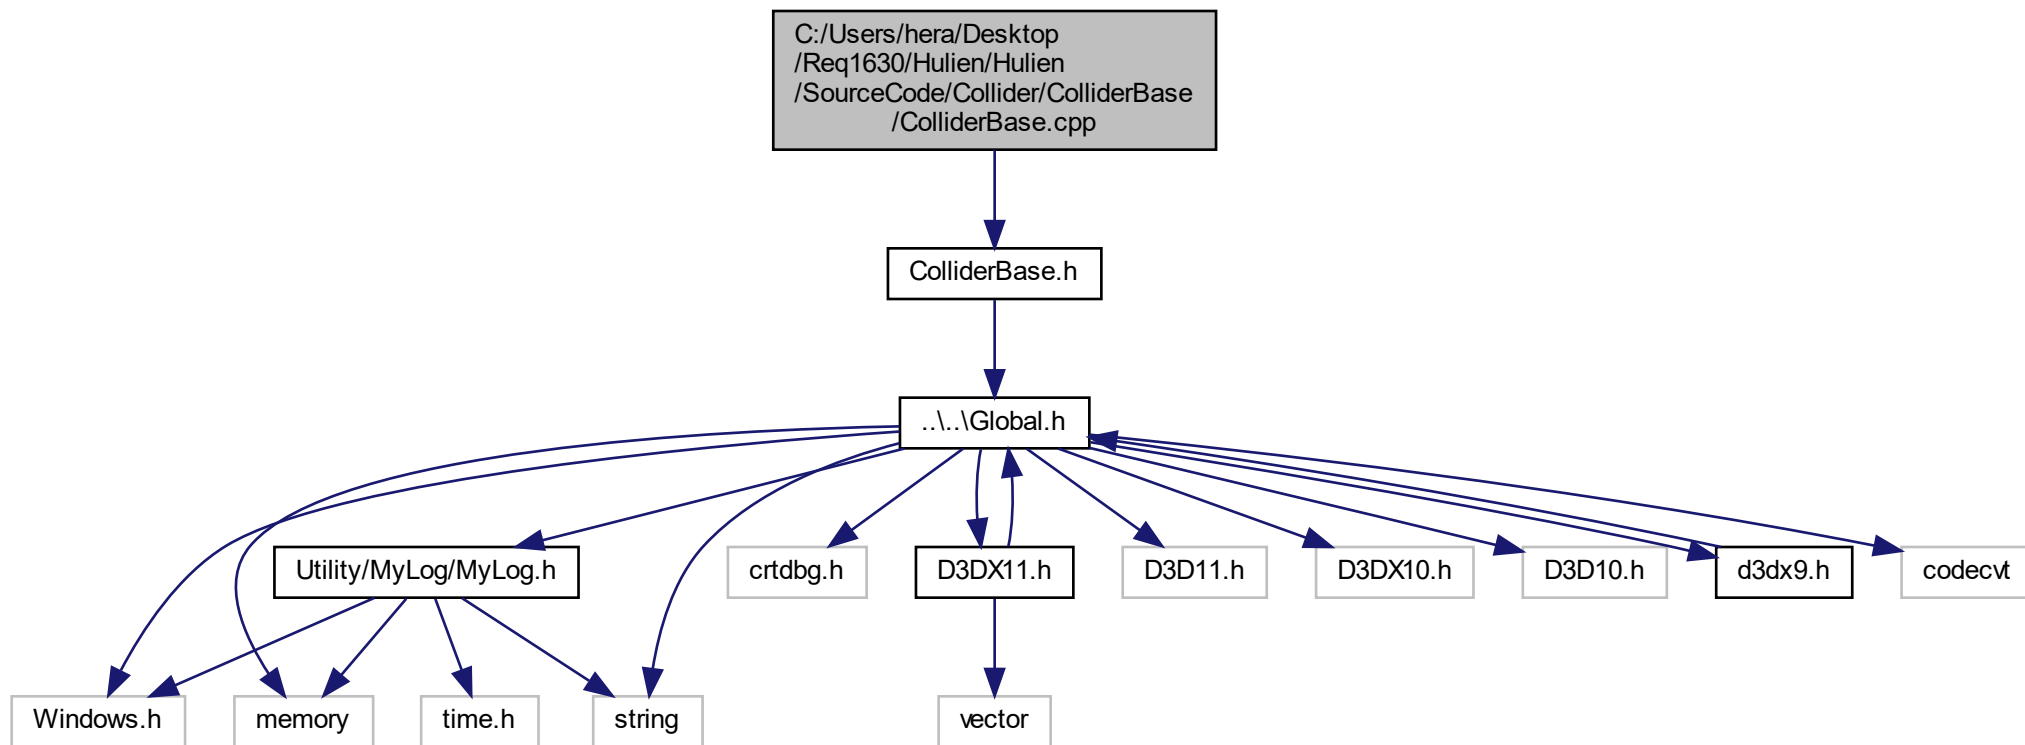 C:/Users/hera/Desktop
/Req1630/Hulien/Hulien
/SourceCode/Collider/ColliderBase
/ColliderBase.cpp
ColliderBase.h
..\..\Global.h
Utility/MyLog/MyLog.h
crtdbg.h
D3DX11.h
D3D11.h
D3DX10.h
D3D10.h
d3dx9.h
codecvt
Windows.h
memory
time.h
string
vector